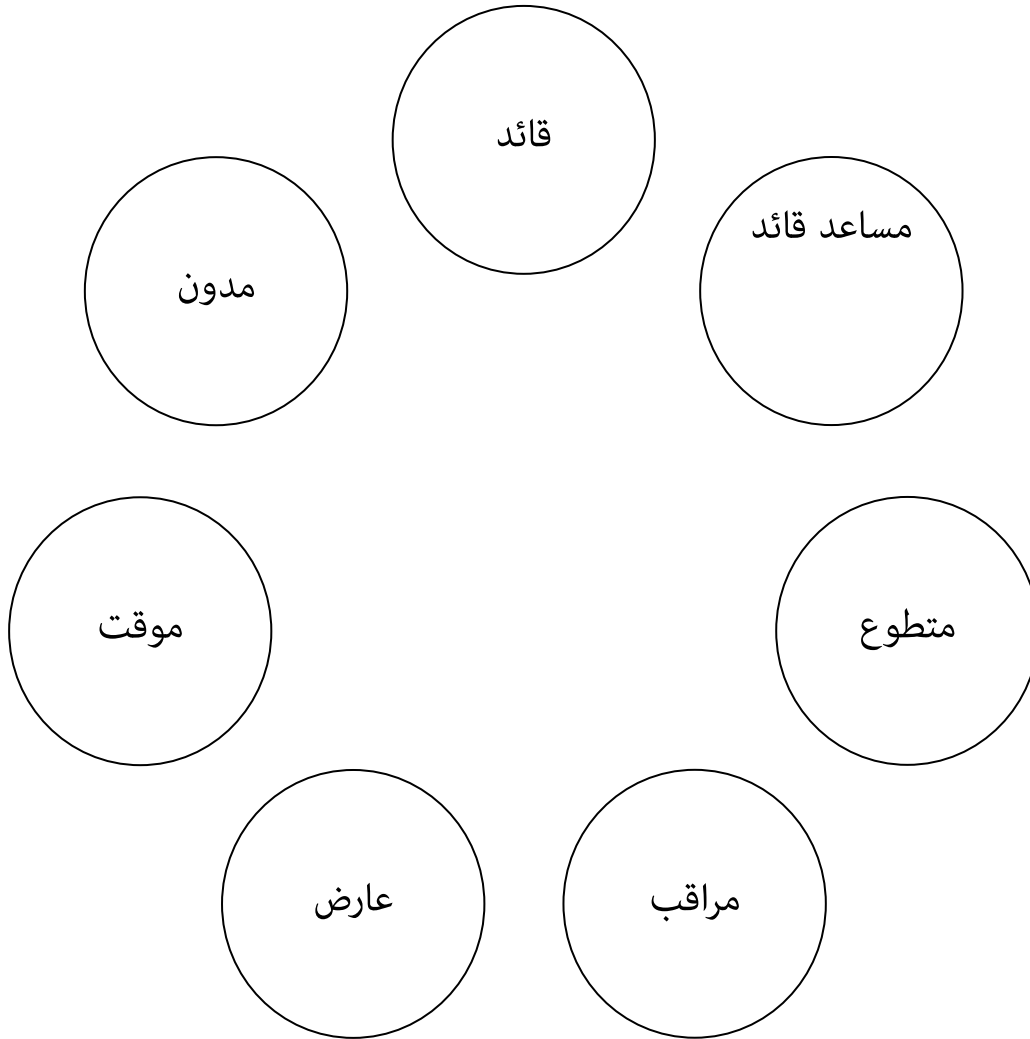 قائد
مساعد قائد
مدون
متطوع
موقت
مراقب
عارض